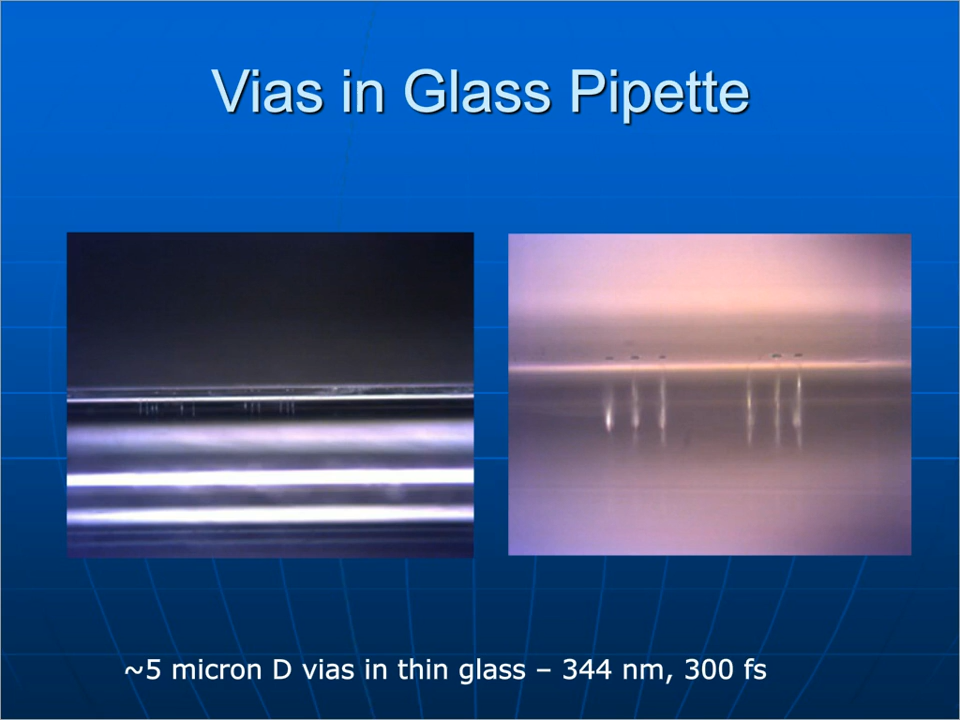 Vias in Glass Pipette
~5 micron D vias in thin glass – 344 nm, 300 fs